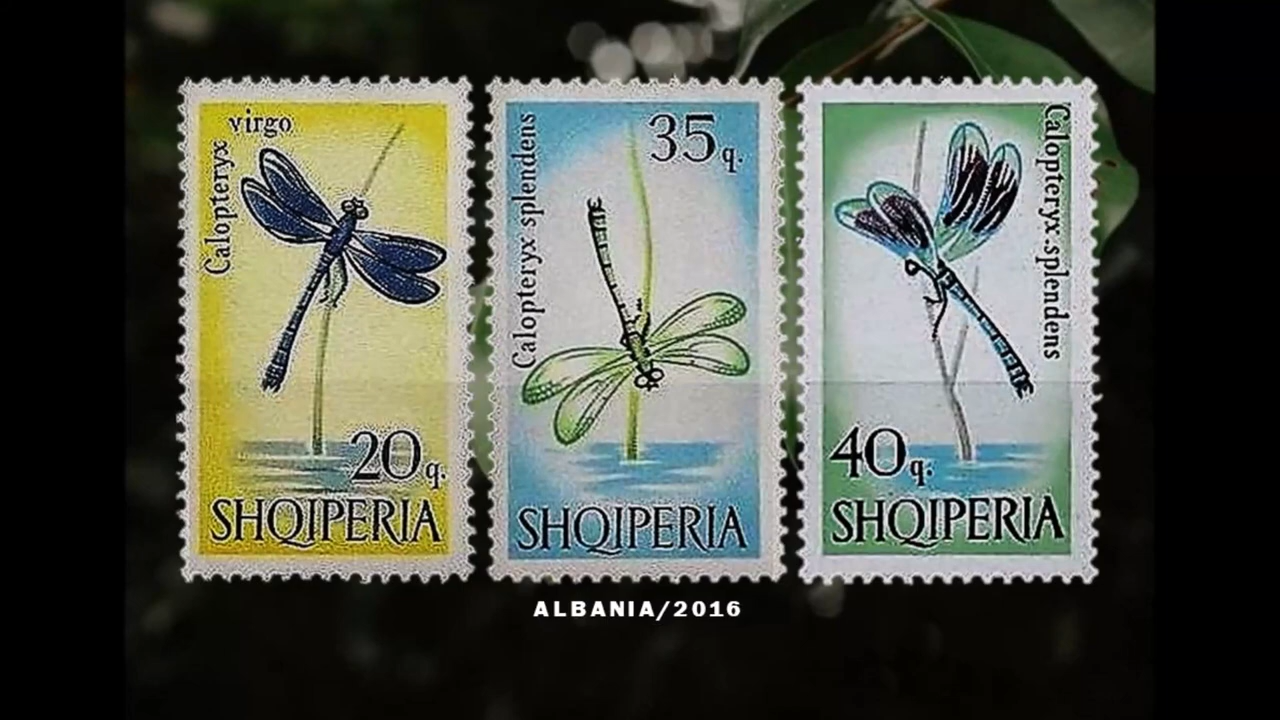 virgo
Calopteryx
20q.
SHQIPERIA
Calopteryx splendens
35q.
SHQIPERIA
Calopteryx.splendens
40q.
SHQIPERIA
ALBANIA/2016